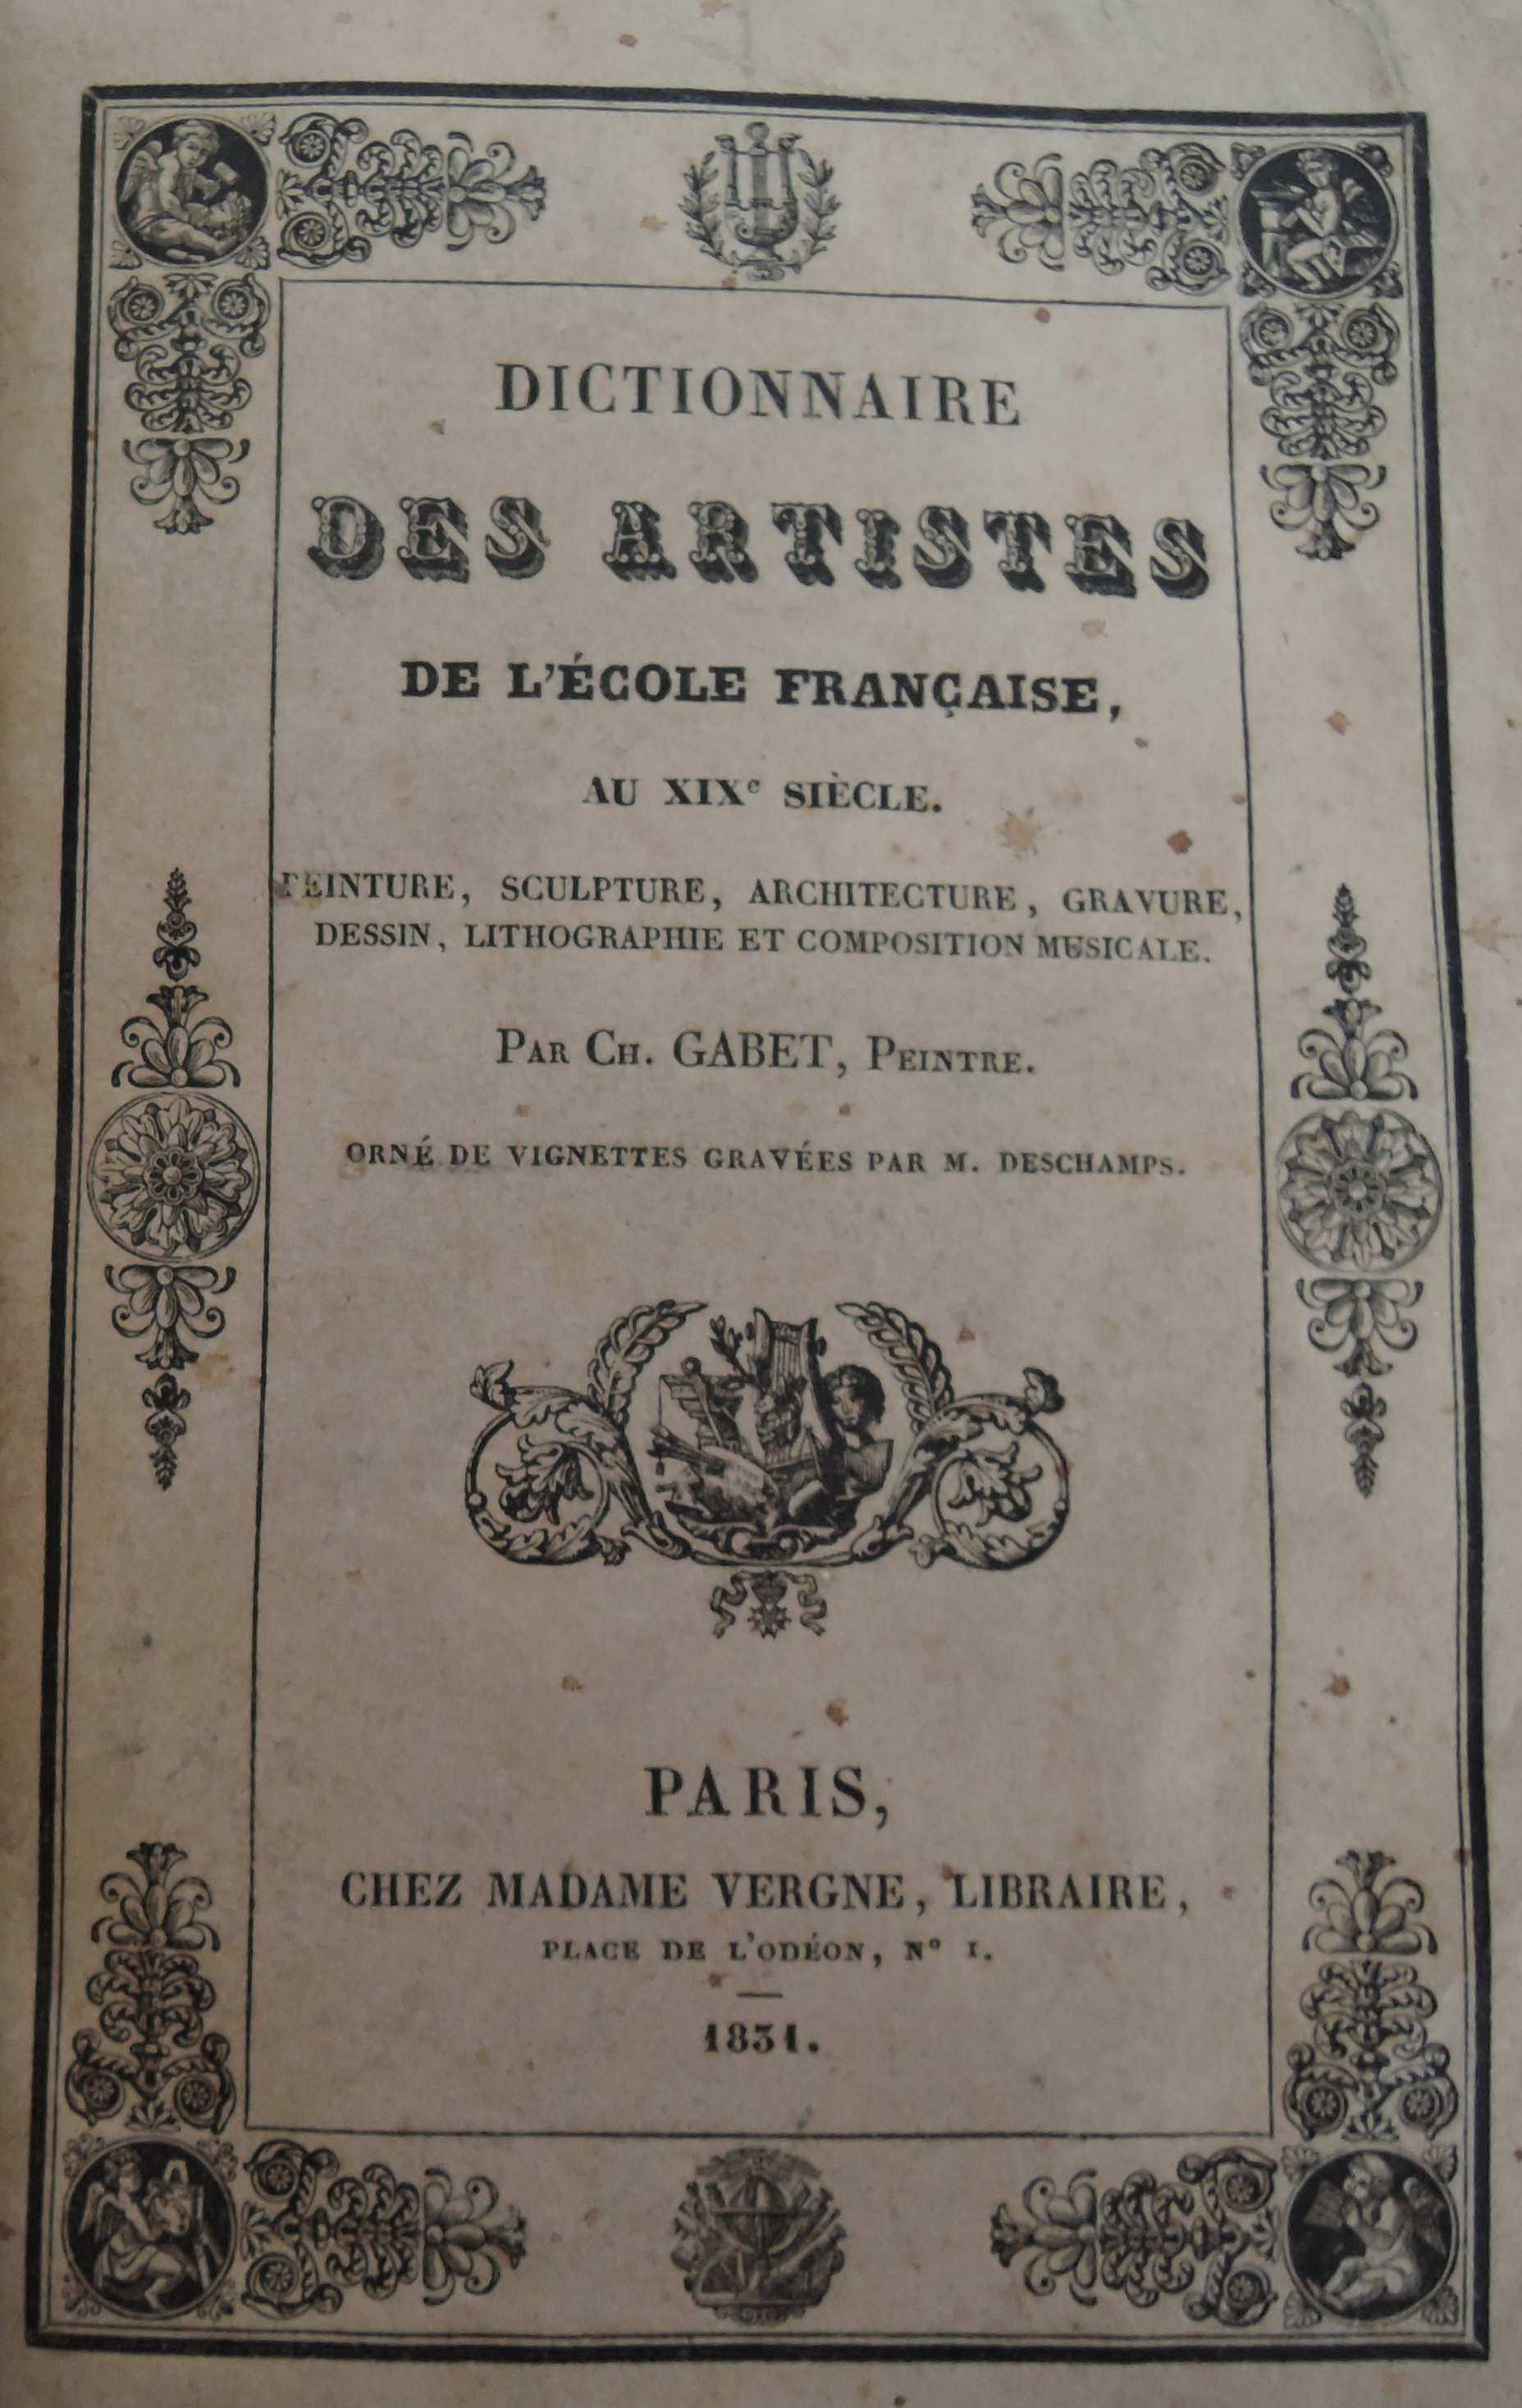 DICTIONNAIRE
DES ARTISTES
DE L'ÉCOLE FRANÇAISE,
AU XIXe SIÈCLE.
PEINTURE, SCULPTURE, ARCHITECTURE, GRAVURE,
DESSIN, LITHOGRAPHIE ET COMPOSITION MUSICALE.
PAR CH. GABET, PEINTRE.
ORNÉ DE VIGNETTES GRAVÉES PAR M. DESCHAMPS.
PARIS,
CHEZ MADAME VERGNE, LIBRAIRE,
PLACE DE L'ODÉON, N° 1.
1831.